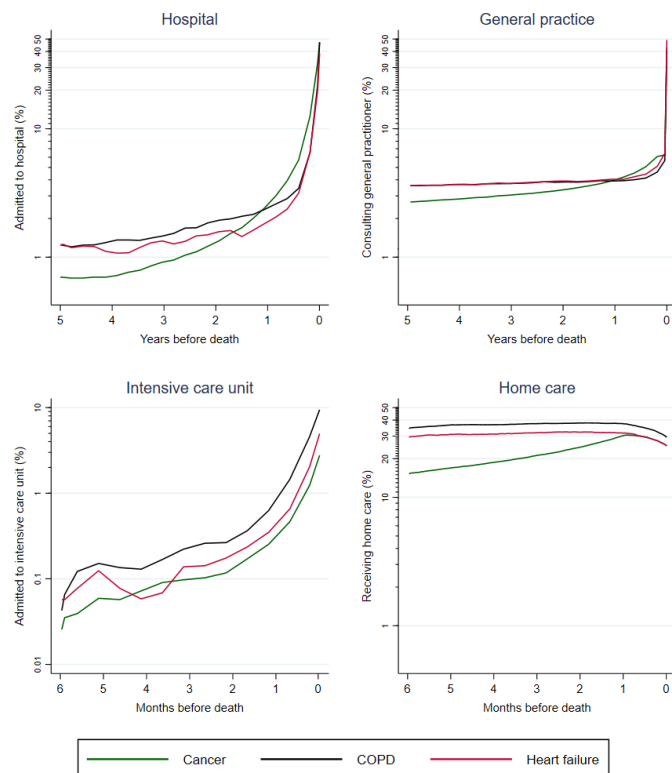 Hospital
Admitted to hospital (%)
50
40
30
20
10
1
5 4 3 2 1 0
Years before death
General practice
Consulting general practitioner (%)
50
40
30
20
10
1
5 4 3 2 1 0
Years before death
Intensive care unit
Admitted to intensive care unit (%)
10
1
0.1
0.01
6 5 4 3 2 1 0
Months before death
Home care
Receiving home care (%)
50
40
30
20
10
1
6 5 4 3 2 1 0
Months before death
Cancer COPD Heart failure